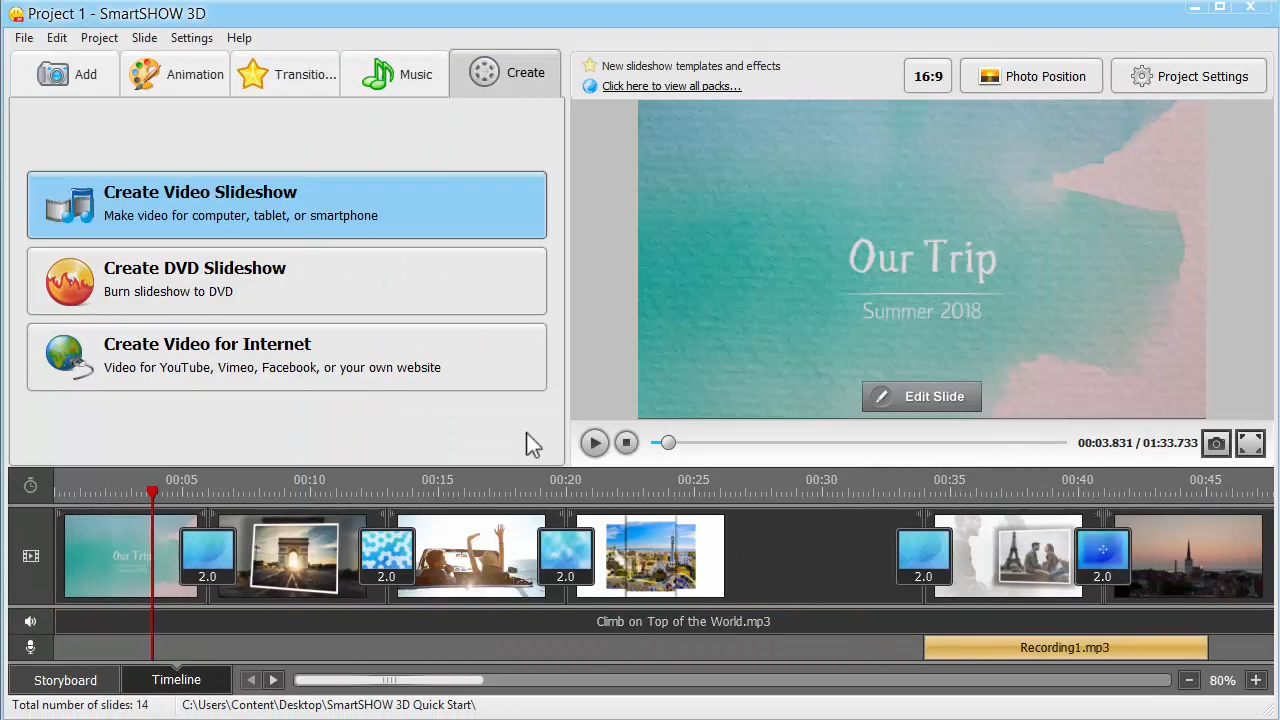 Project 1 - SmartSHOW 3D
File Edit Project Slide Settings Help
Add Animation Transitio... Music Create
New slideshow templates and effects
Click here to view all packs...
16:9 Photo Position Project Settings
Create Video Slideshow
Make video for computer, tablet, or smartphone
Create DVD Slideshow
Burn slideshow to DVD
Create Video for Internet
Video for YouTube, Vimeo, Facebook, or your own website
Our Trip
Summer 2018
Edit Slide
00:03.831 / 01:33.733
00:05 00:10 00:15 00:20 00:25 00:30 00:35 00:40 00:45
Our Trip
2.0 2.0 2.0 2.0 2.0
Climb on Top of the World.mp3
Recording1.mp3
Storyboard Timeline 80%
Total number of slides: 14 C:\Users\Content\Desktop\SmartSHOW 3D Quick Start\